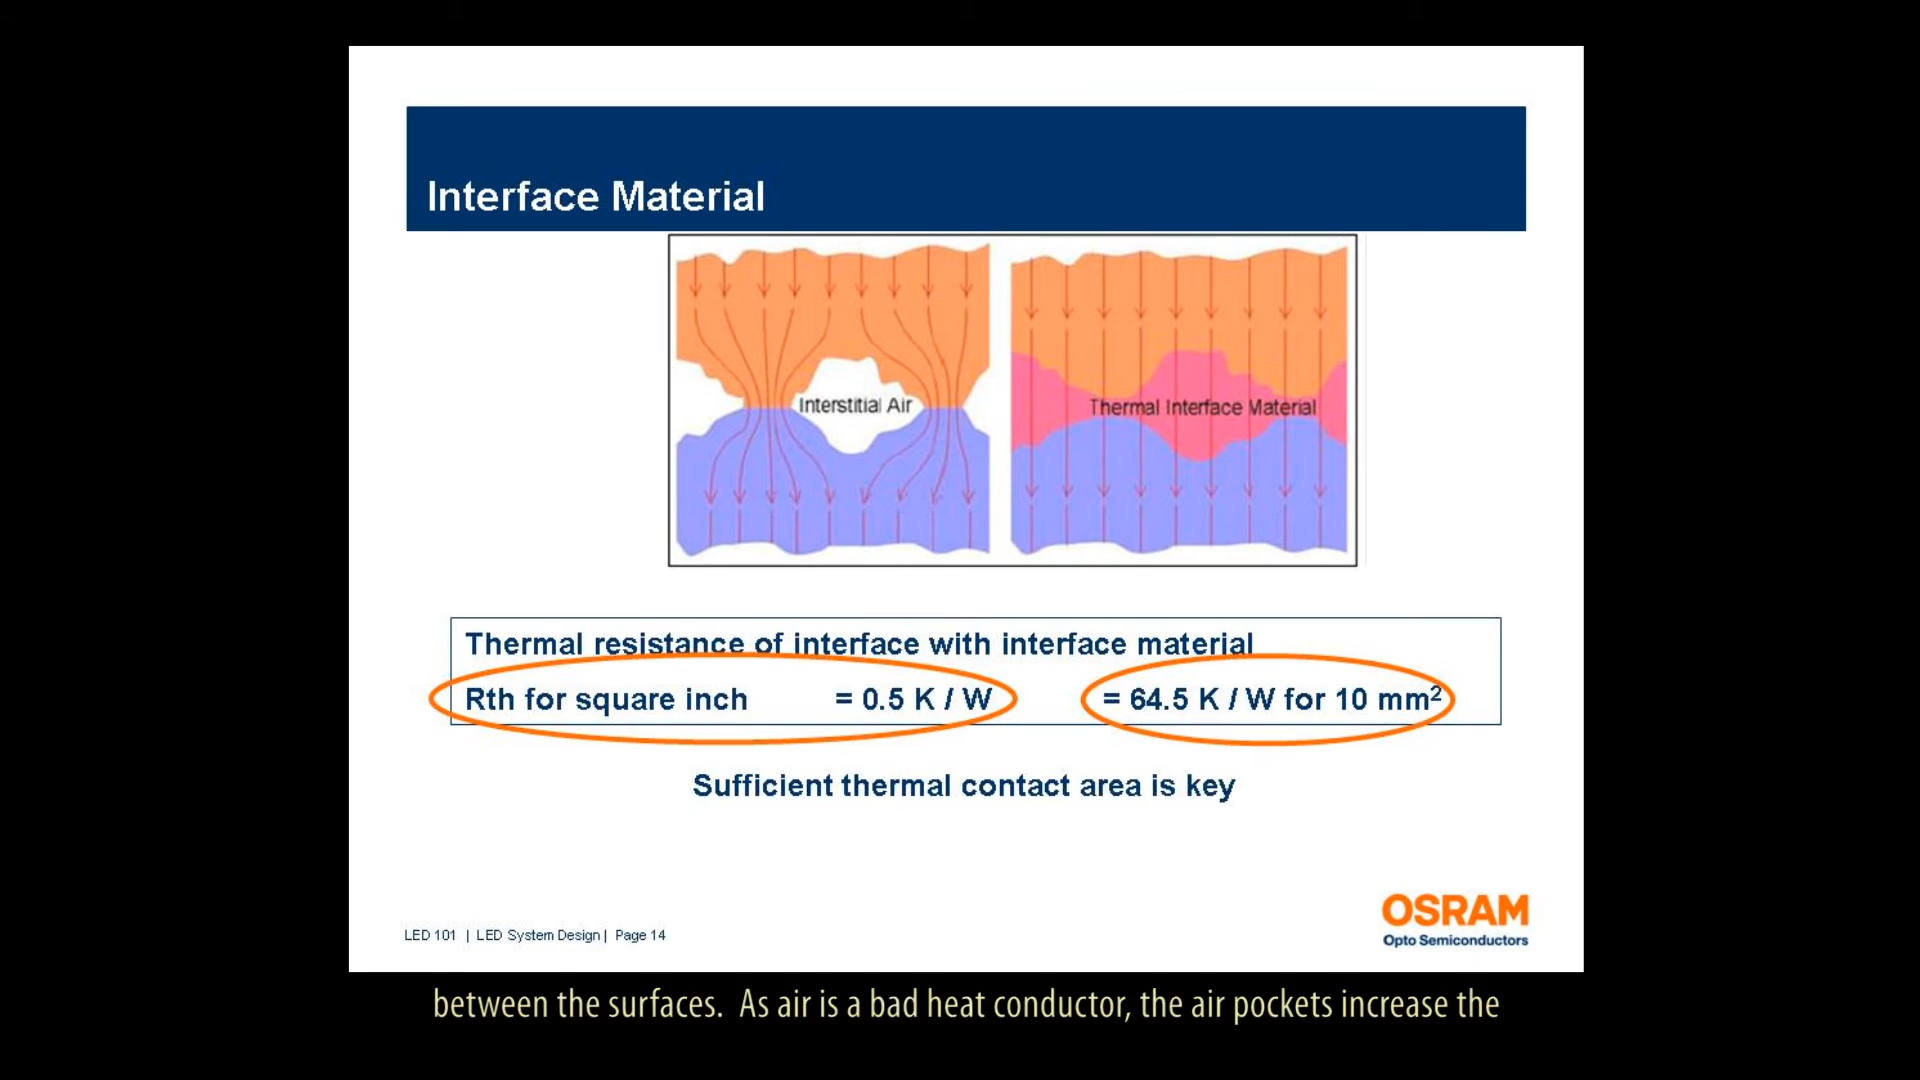 Interface Material
Interstitial Air
Thermal Interface Material
Thermal resistance of interface with interface material
Rth for square inch = 0.5 K / W = 64.5 K / W for 10 mm²
Sufficient thermal contact area is key
OSRAM
Opto Semiconductors
LED 101 | LED System Design | Page 14
between the surfaces. As air is a bad heat conductor, the air pockets increase the